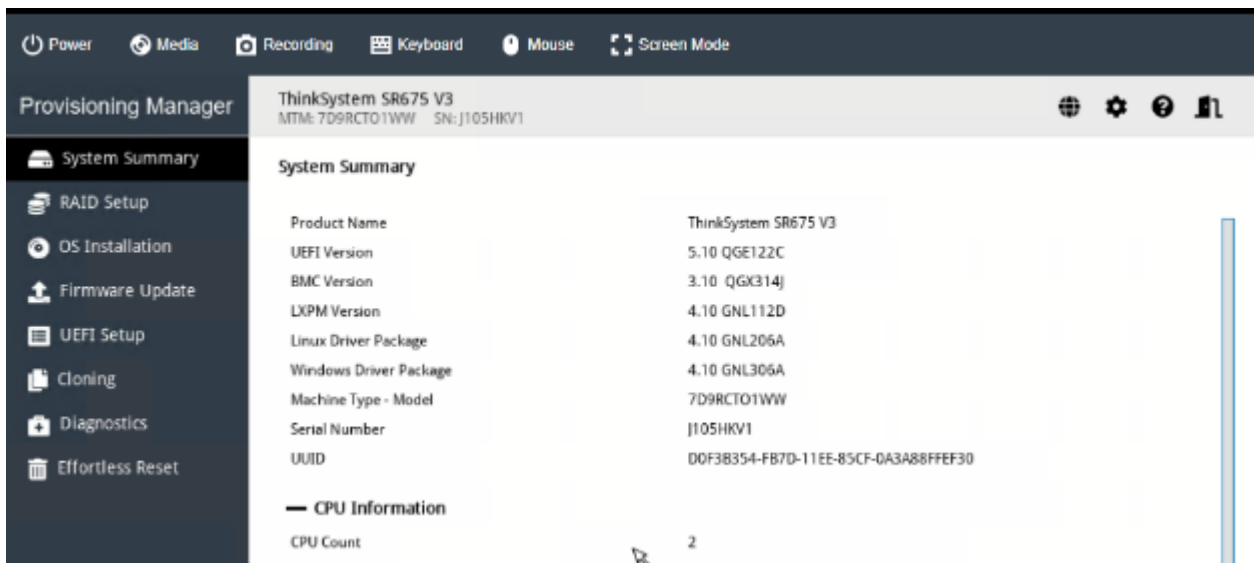 Power Media Recording Keyboard Mouse Screen Mode
Provisioning Manager
ThinkSystem SR675 V3
MTM: 7D9RCTO1WW SN: J105HKV1
System Summary
RAID Setup
OS Installation
Firmware Update
UEFI Setup
Cloning
Diagnostics
Effortless Reset
System Summary
Product Name ThinkSystem SR675 V3
UEFI Version 5.10 QGE122C
BMC Version 3.10 QGX314J
LXPM Version 4.10 GNL112D
Linux Driver Package 4.10 GNL206A
Windows Driver Package 4.10 GNL306A
Machine Type - Model 7D9RCTO1WW
Serial Number J105HKV1
UUID D0F3B354-FB7D-11EE-85CF-0A3A88FFEF30
CPU Information
CPU Count 2